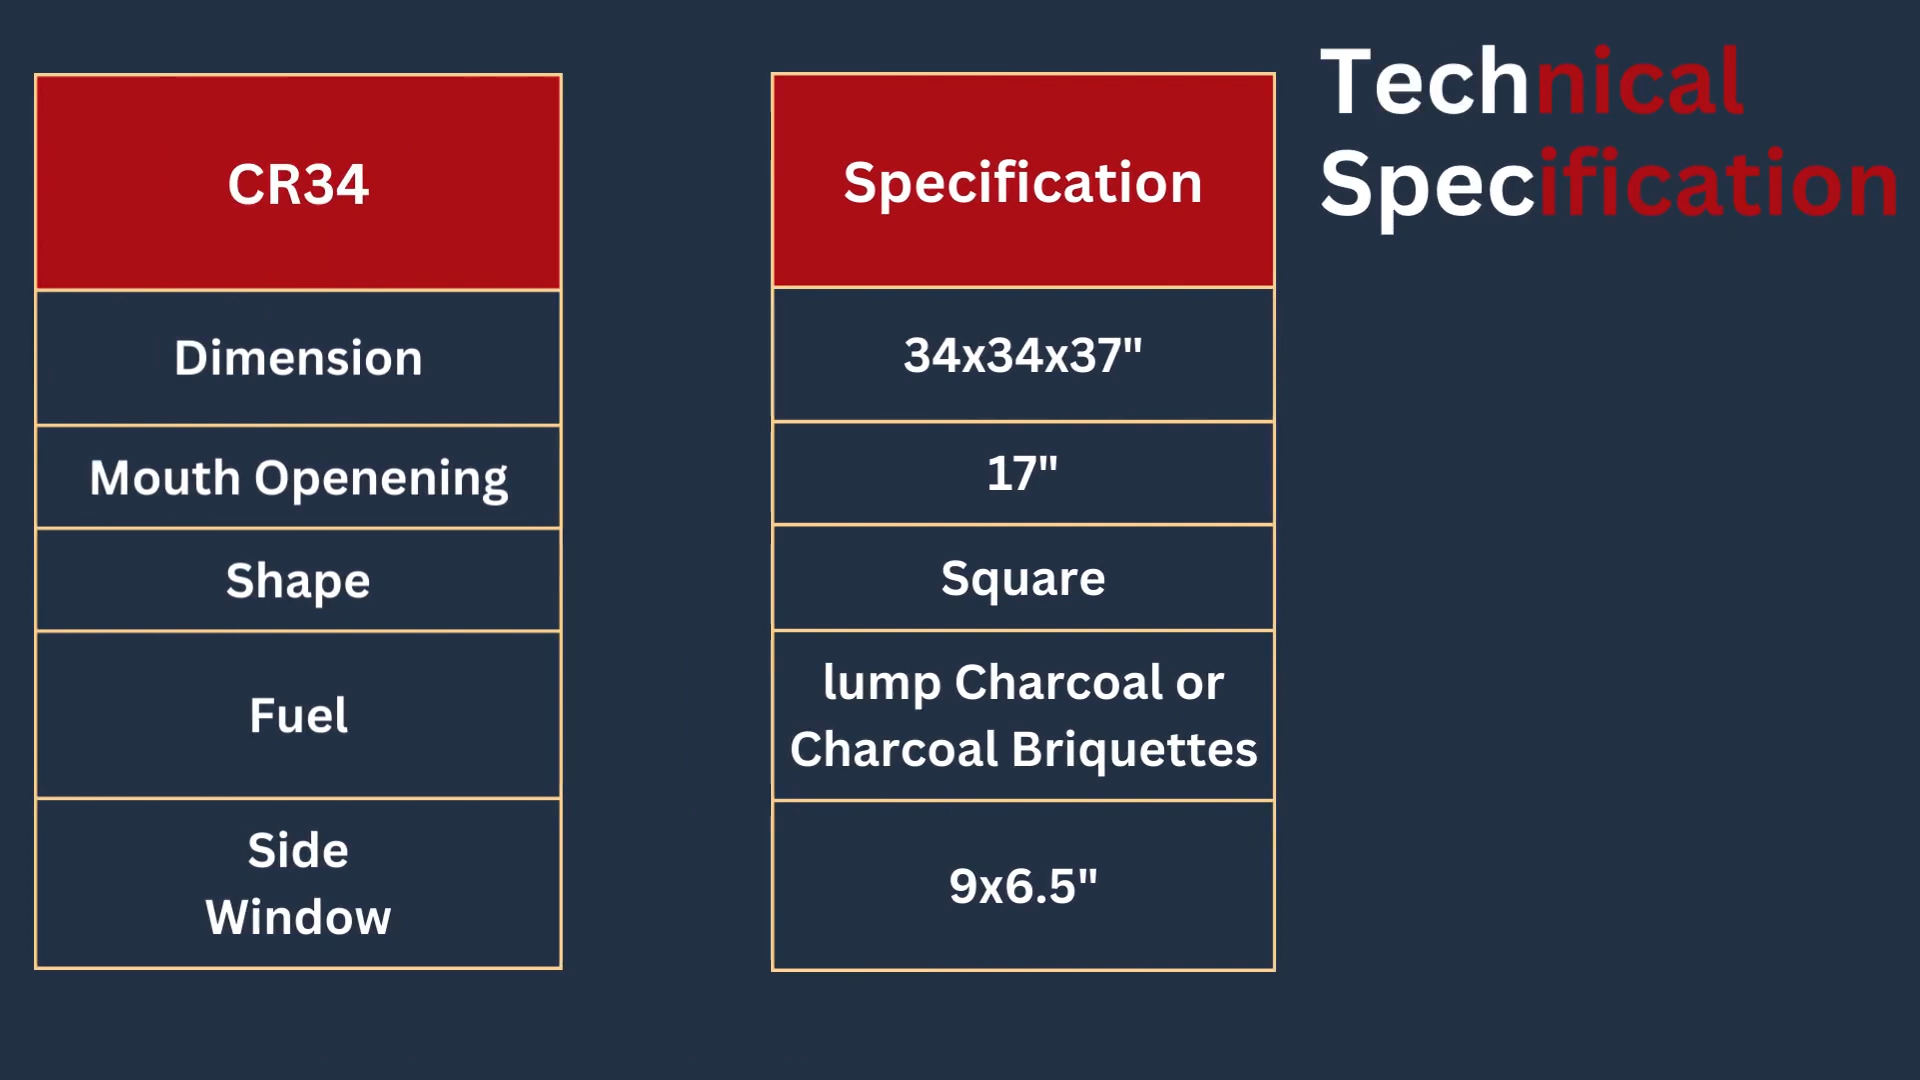 Technical
Specification
CR34
Specification
Dimension
34x34x37"
Mouth Openening
17"
Shape
Square
Fuel
lump Charcoal or
Charcoal Briquettes
Side
Window
9x6.5"